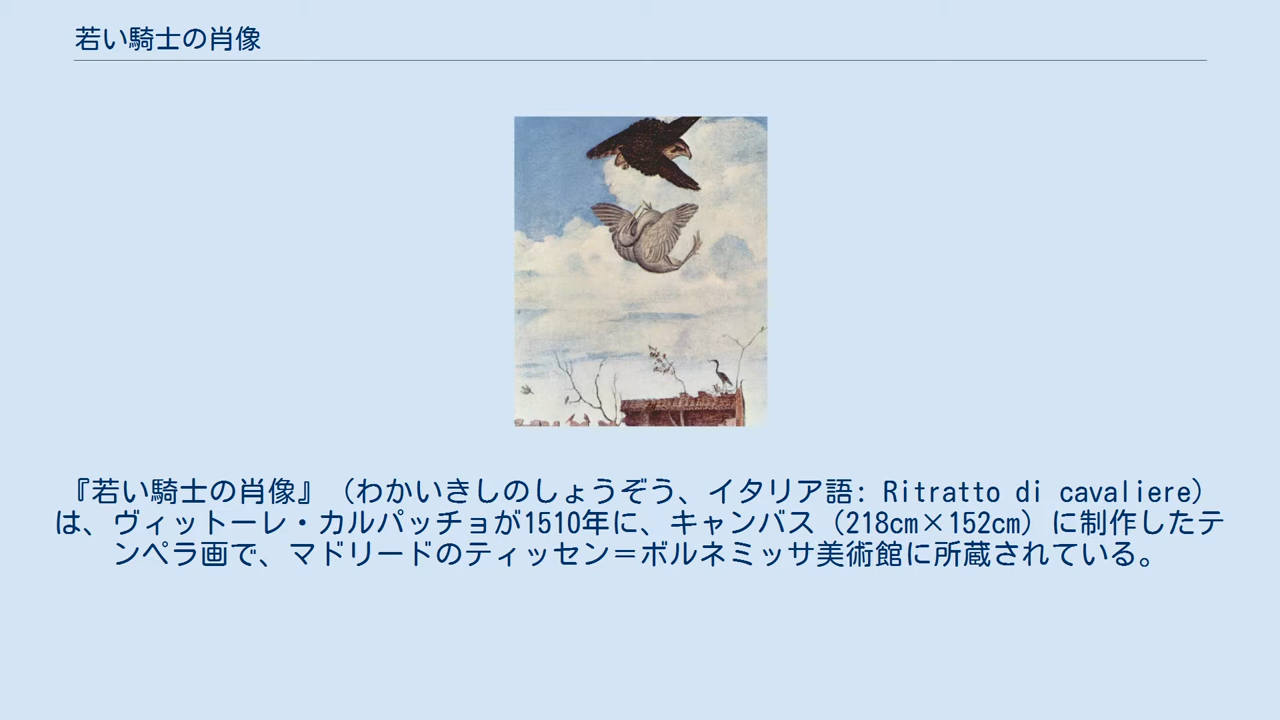 若い騎士の肖像
『若い騎士の肖像』（わかいきしのしょうぞう、イタリア語: Ritratto di cavaliere）
は、ヴィットーレ・カルパッチョが1510年に、キャンバス（218cm×152cm）に制作したテ
ンペラ画で、マドリードのティッセン＝ボルネミッサ美術館に所蔵されている。